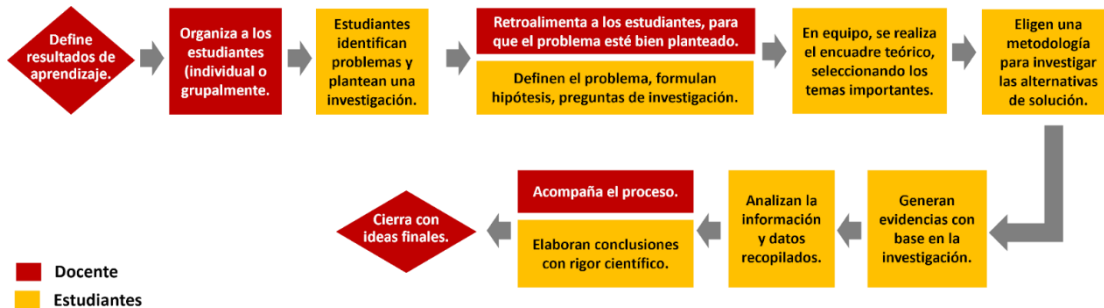 Define
resultados de
aprendizaje.
Organiza a los
estudiantes
(individual o
grupalmente.
Estudiantes
identifican
problemas y
plantean una
investigación.
Retroalimenta a los estudiantes, para
que el problema esté bien planteado.
Definen el problema, formulan
hipótesis, preguntas de investigación.
En equipo, se realiza
el encuadre teórico,
seleccionando los
temas importantes.
Eligen una
metodología
para investigar
las alternativas
de solución.
Generan
evidencias con
base en la
investigación.
Analizan la
información
y datos
recopilados.
Acompaña el proceso.
Elaboran conclusiones
con rigor científico.
Cierra con
ideas finales.
Docente
Estudiantes